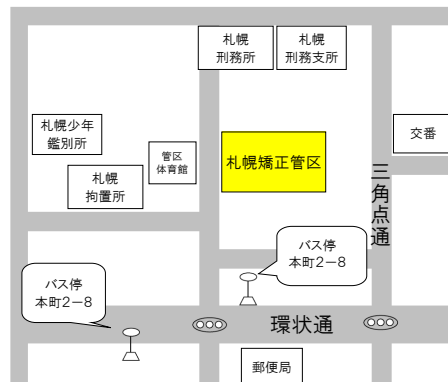 札幌
刑務所
札幌
刑務支所
札幌少年
鑑別所
管区
体育館
札幌矯正管区
交番
札幌
拘置所
三角点通
バス停
本町2－8
バス停
本町2－8
環状通
郵便局